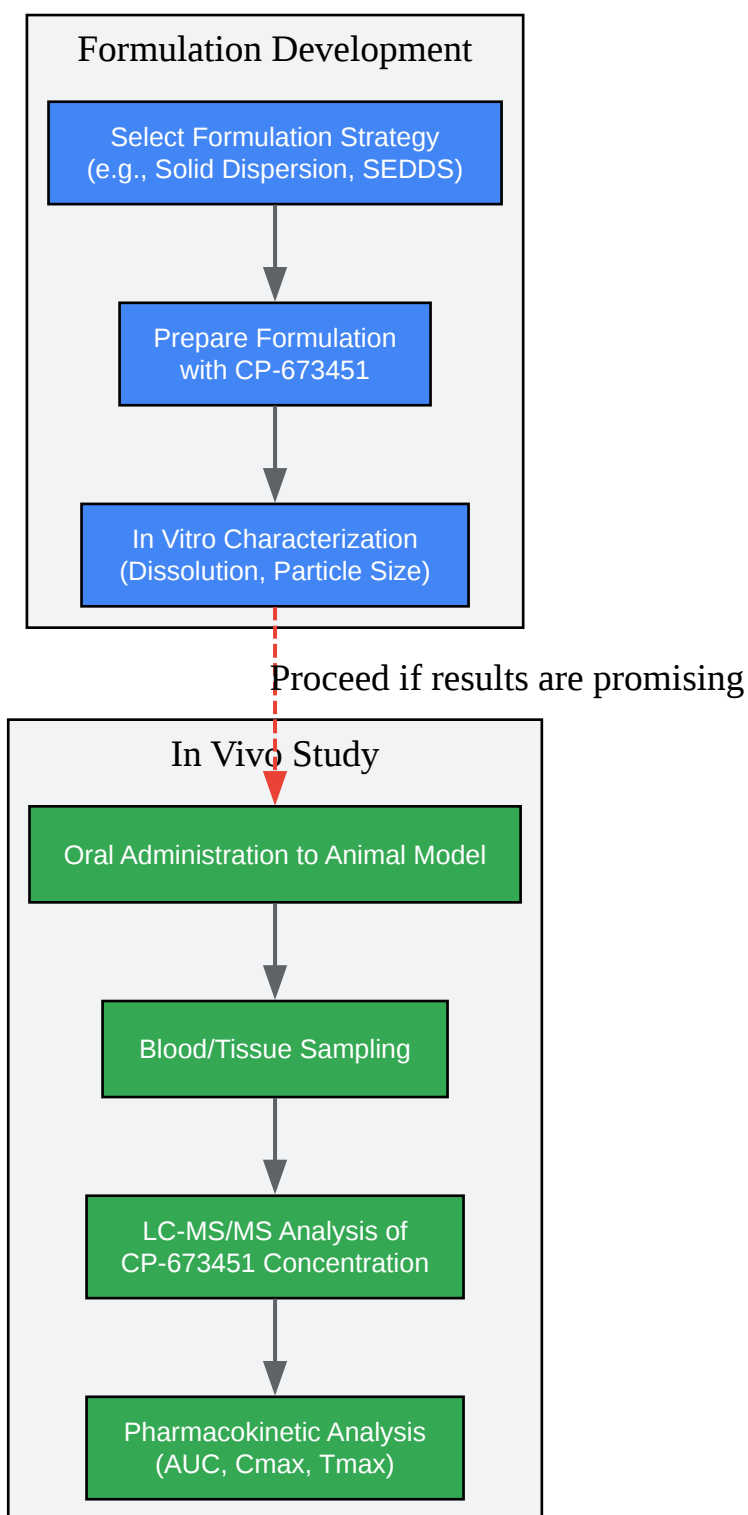 Formulation Development
Select Formulation Strategy
(e.g., Solid Dispersion, SEDDS)
Prepare Formulation
with CP-673451
In Vitro Characterization
(Dissolution, Particle Size)
Proceed if results are promising
In Vivo Study
Oral Administration to Animal Model
Blood/Tissue Sampling
LC-MS/MS Analysis of
CP-673451 Concentration
Pharmacokinetic Analysis
(AUC, Cmax, Tmax)